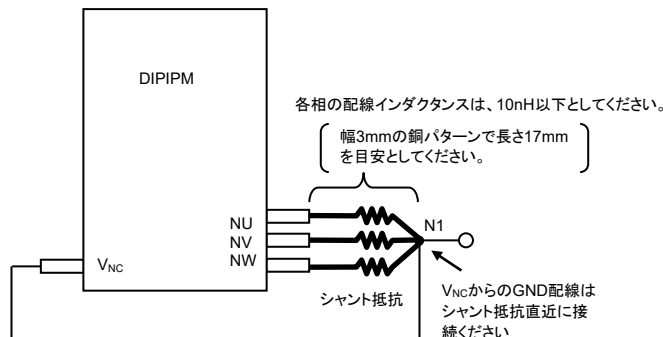 DIPIPM
各相の配線インダクタンスは、10nH以下としてください。
幅3mmの銅パターンで長さ17mm
を目安としてください。
NU
NV
NW
N1
VNC
シャント抵抗
VNCからのGND配線は
シャント抵抗直近に接
続ください